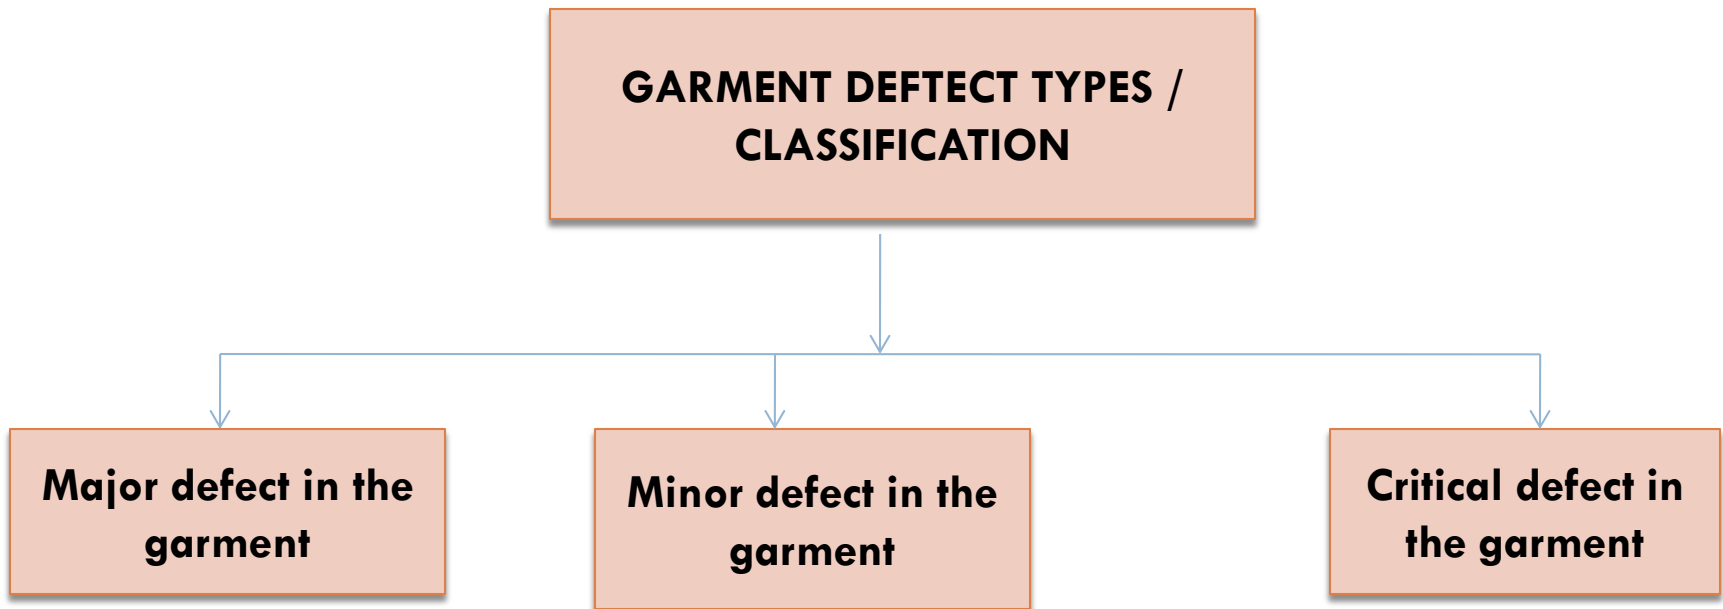 GARMENT DEFTECT TYPES /
CLASSIFICATION
Major defect in the
garment
Minor defect in the
garment
Critical defect in
the garment